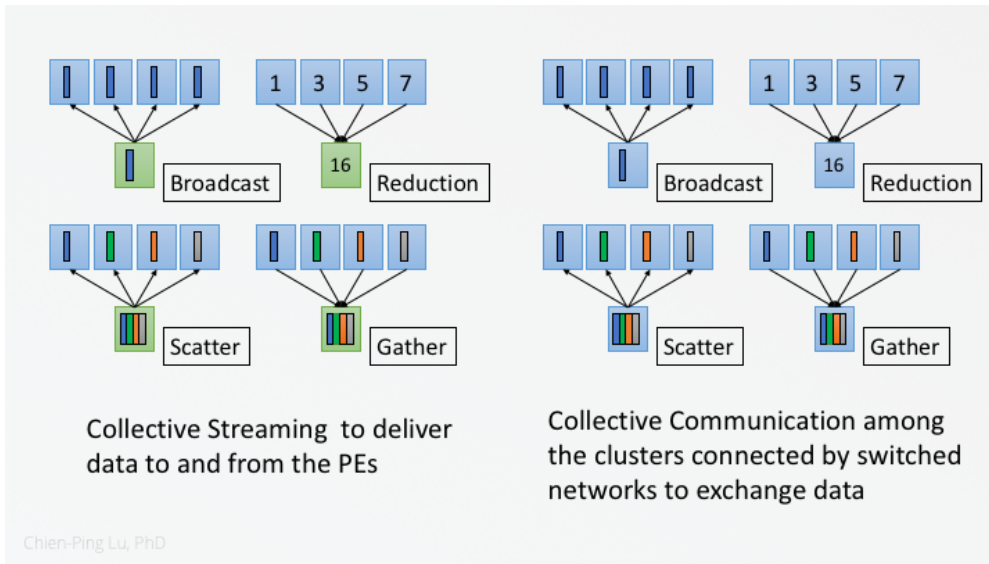 1 3 5 7
1 3 5 7
16
16
Broadcast
Reduction
Broadcast
Reduction
Scatter
Gather
Scatter
Gather
Collective Streaming to deliver
data to and from the PEs
Collective Communication among
the clusters connected by switched
networks to exchange data
Chien-Ping Lu, PhD